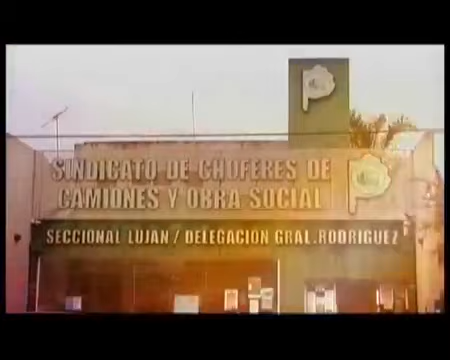 SINDICATO DE CHOFERES DE
CAMIONES Y OBRA SOCIAL
SECCIONAL LUJAN / DELEGACION GRAL. RODRIGUEZ